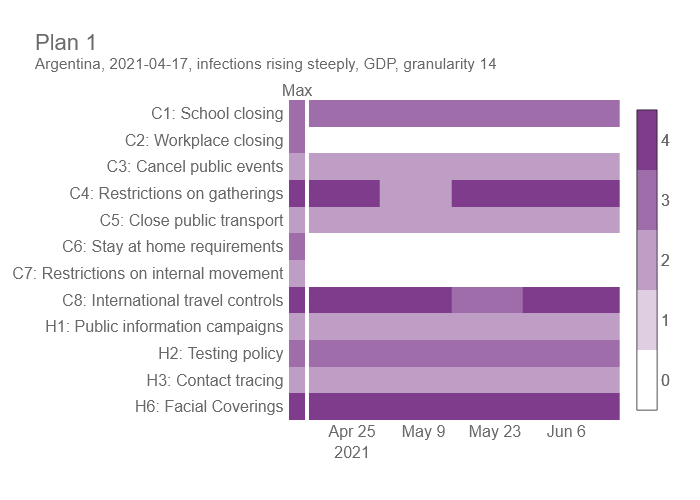 Plan 1
Argentina, 2021-04-17, infections rising steeply, GDP, granularity 14
Max
C1: School closing
C2: Workplace closing
C3: Cancel public events
C4: Restrictions on gatherings
C5: Close public transport
C6: Stay at home requirements
C7: Restrictions on internal movement
C8: International travel controls
H1: Public information campaigns
H2: Testing policy
H3: Contact tracing
H6: Facial Coverings
Apr 25 May 9 May 23 Jun 6
2021
4
3
2
1
0